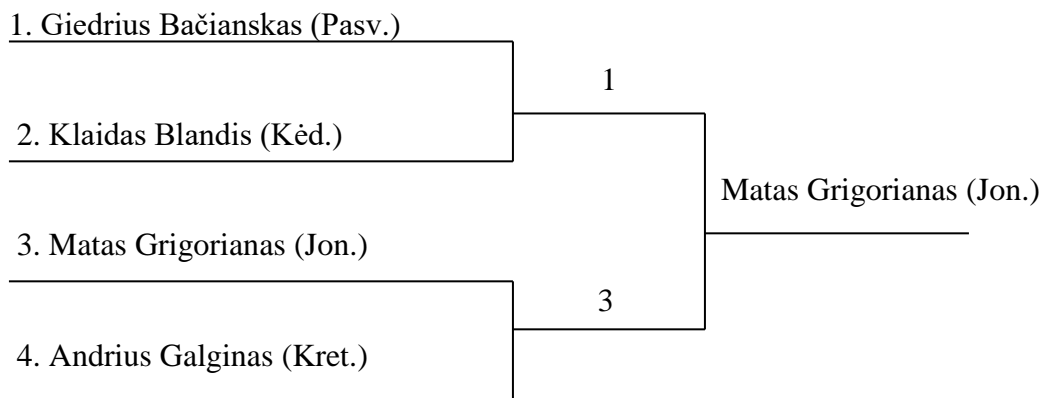 1. Giedrius Bačianskas (Pasv.)
1
2. Klaidas Blandis (Kėd.)
Matas Grigorianas (Jon.)
3. Matas Grigorianas (Jon.)
3
4. Andrius Galginas (Kret.)